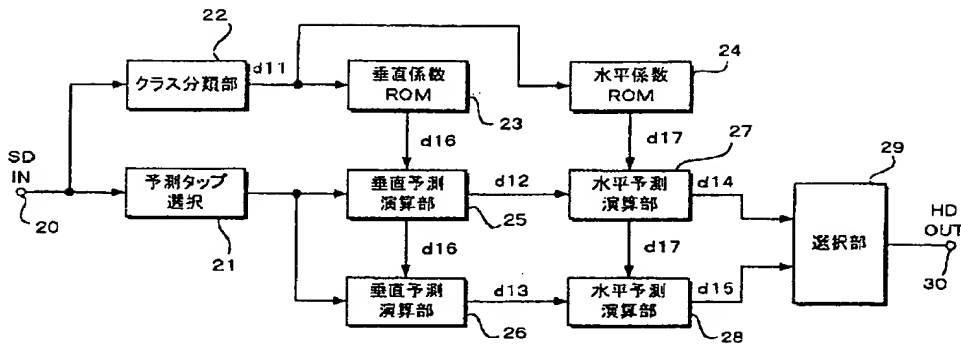 22
クラス分類部
d11
垂直係数
ROM
23
水平係数
ROM
24
d16
d17
SD
IN
20
予測タップ
選択
21
垂直予測
演算部
25
d12
水平予測
演算部
27
d14
29
選択部
HD
OUT
30
d16
d17
垂直予測
演算部
26
d13
水平予測
演算部
28
d15